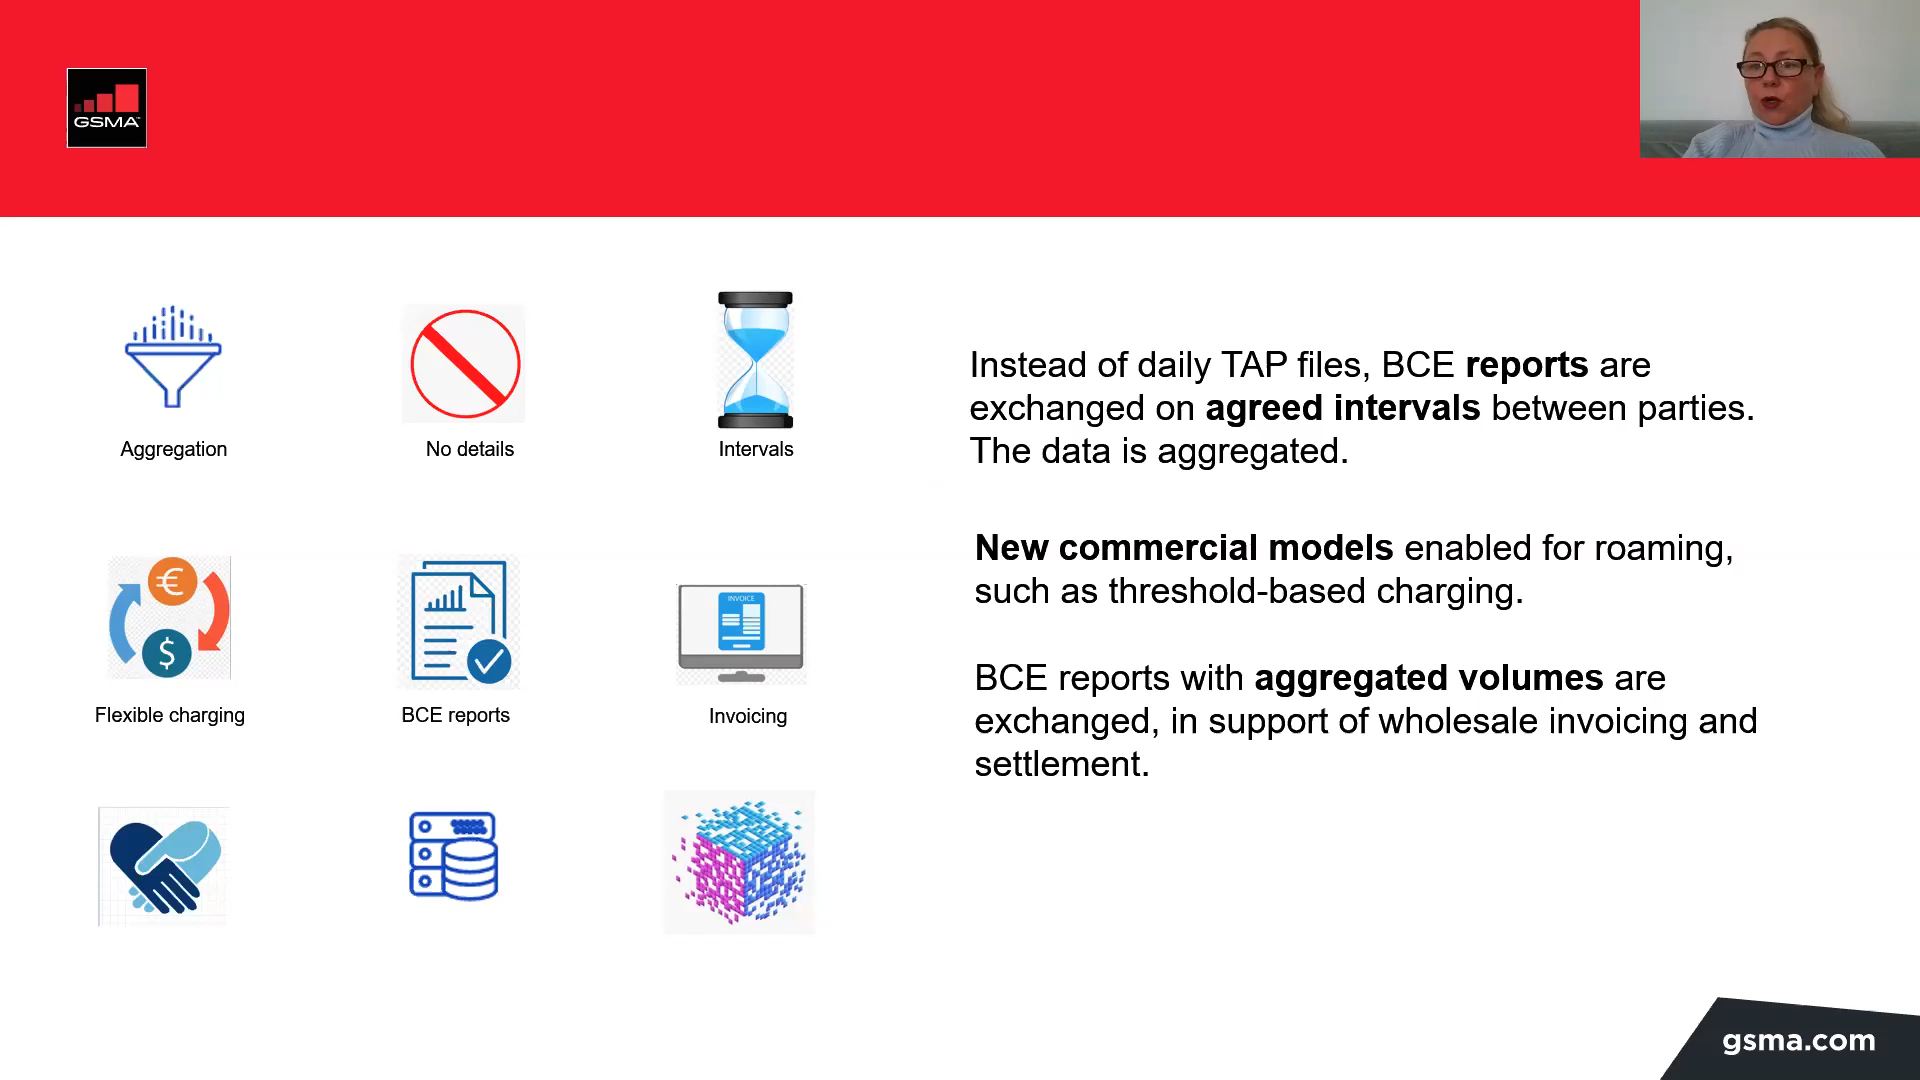 GSMA
Aggregation
No details
Intervals
Flexible charging
BCE reports
INVOICE
Invoicing
Instead of daily TAP files, BCE reports are
exchanged on agreed intervals between parties.
The data is aggregated.
New commercial models enabled for roaming,
such as threshold-based charging.
BCE reports with aggregated volumes are
exchanged, in support of wholesale invoicing and
settlement.
gsma.com